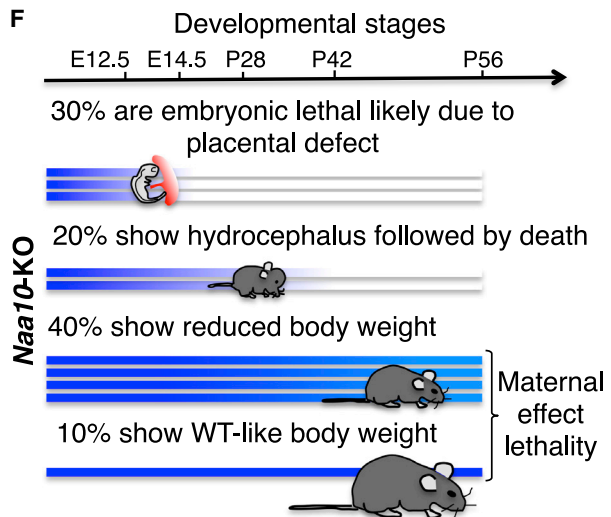 F
Developmental stages
E12.5 E14.5 P28 P42 P56
30% are embryonic lethal likely due to
placental defect
20% show hydrocephalus followed by death
Naa10-KO
40% show reduced body weight
10% show WT-like body weight
Maternal
effect
lethality